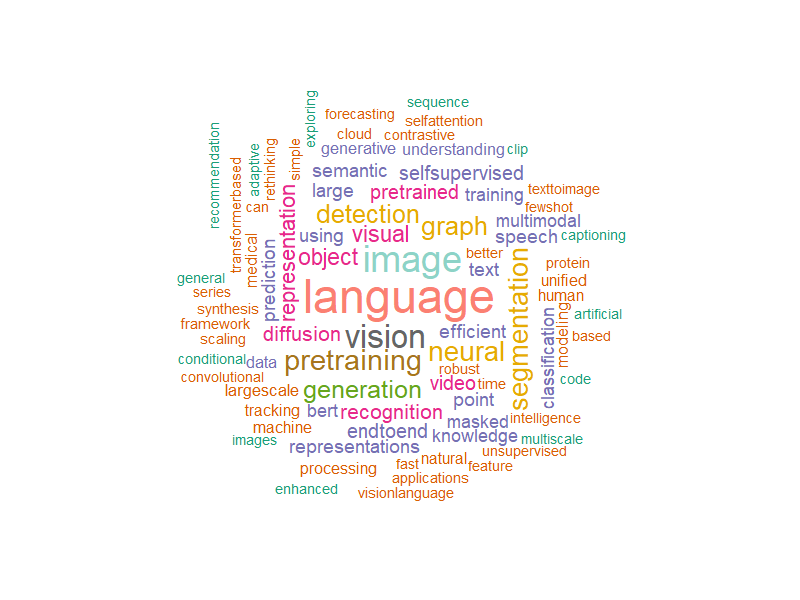 sequence
forecasting
selfattention
exploring
cloud
contrastive
generative
understanding
clip
simple
rethinking
adaptive
recommendation
semantic
selfsupervised
large
pretrained
training
texttoimage
transformerbased
can
representation
detection
graph
fewshot
multimodal
using
visual
speech
captioning
medical
prediction
object
image
better
text
protein
general
unified
series
language
segmentation
human
synthesis
artificial
framework
diffusion
vision
efficient
classification
modeling
based
scaling
conditional
data
pretraining
neural
robust
convolutional
largescale
generation
video
time
code
tracking
bert
recognition
point
machine
endtoend
masked
intelligence
images
representations
knowledge
multiscale
unsupervised
processing
fast
natural
feature
applications
enhanced
visionlanguage